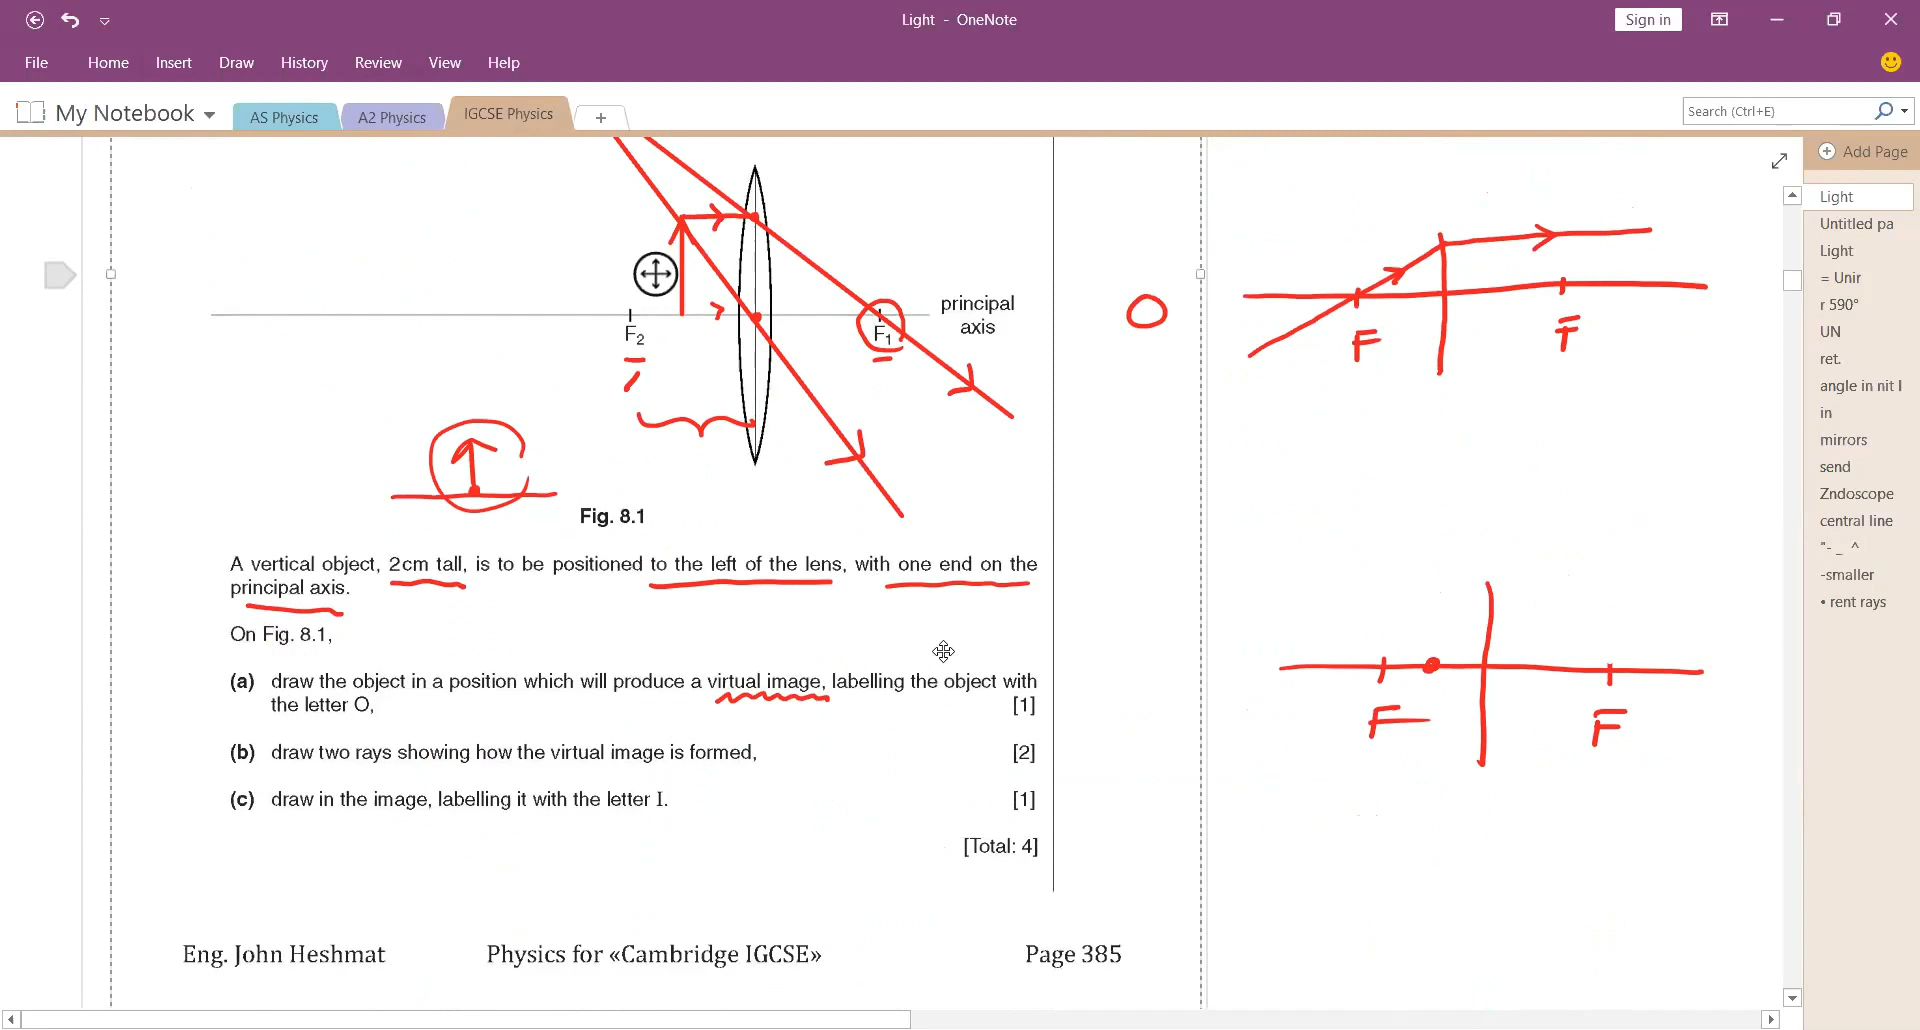 Light - OneNote
Sign in
File Home Insert Draw History Review View Help
My Notebook
AS Physics
A2 Physics
IGCSE Physics
+
Search (Ctrl+E)
Add Page
Light
Untitled pa
Light
= Unir
r 590°
UN
ret.
angle in nit I
in
mirrors
send
Zndoscope
central line
"- _ ^
-smaller
• rent rays
principal
axis
F2
F1
O
F
F
F
F
Fig. 8.1
A vertical object, 2cm tall, is to be positioned to the left of the lens, with one end on the
principal axis.
On Fig. 8.1,
(a) draw the object in a position which will produce a virtual image, labelling the object with
the letter O, [1]
(b) draw two rays showing how the virtual image is formed, [2]
(c) draw in the image, labelling it with the letter I. [1]
[Total: 4]
Eng. John Heshmat Physics for «Cambridge IGCSE» Page 385